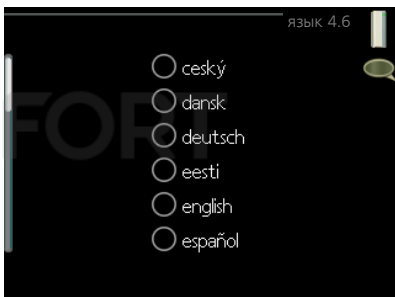 язык 4.6
ceský
dansk
deutsch
eesti
english
español
FORT